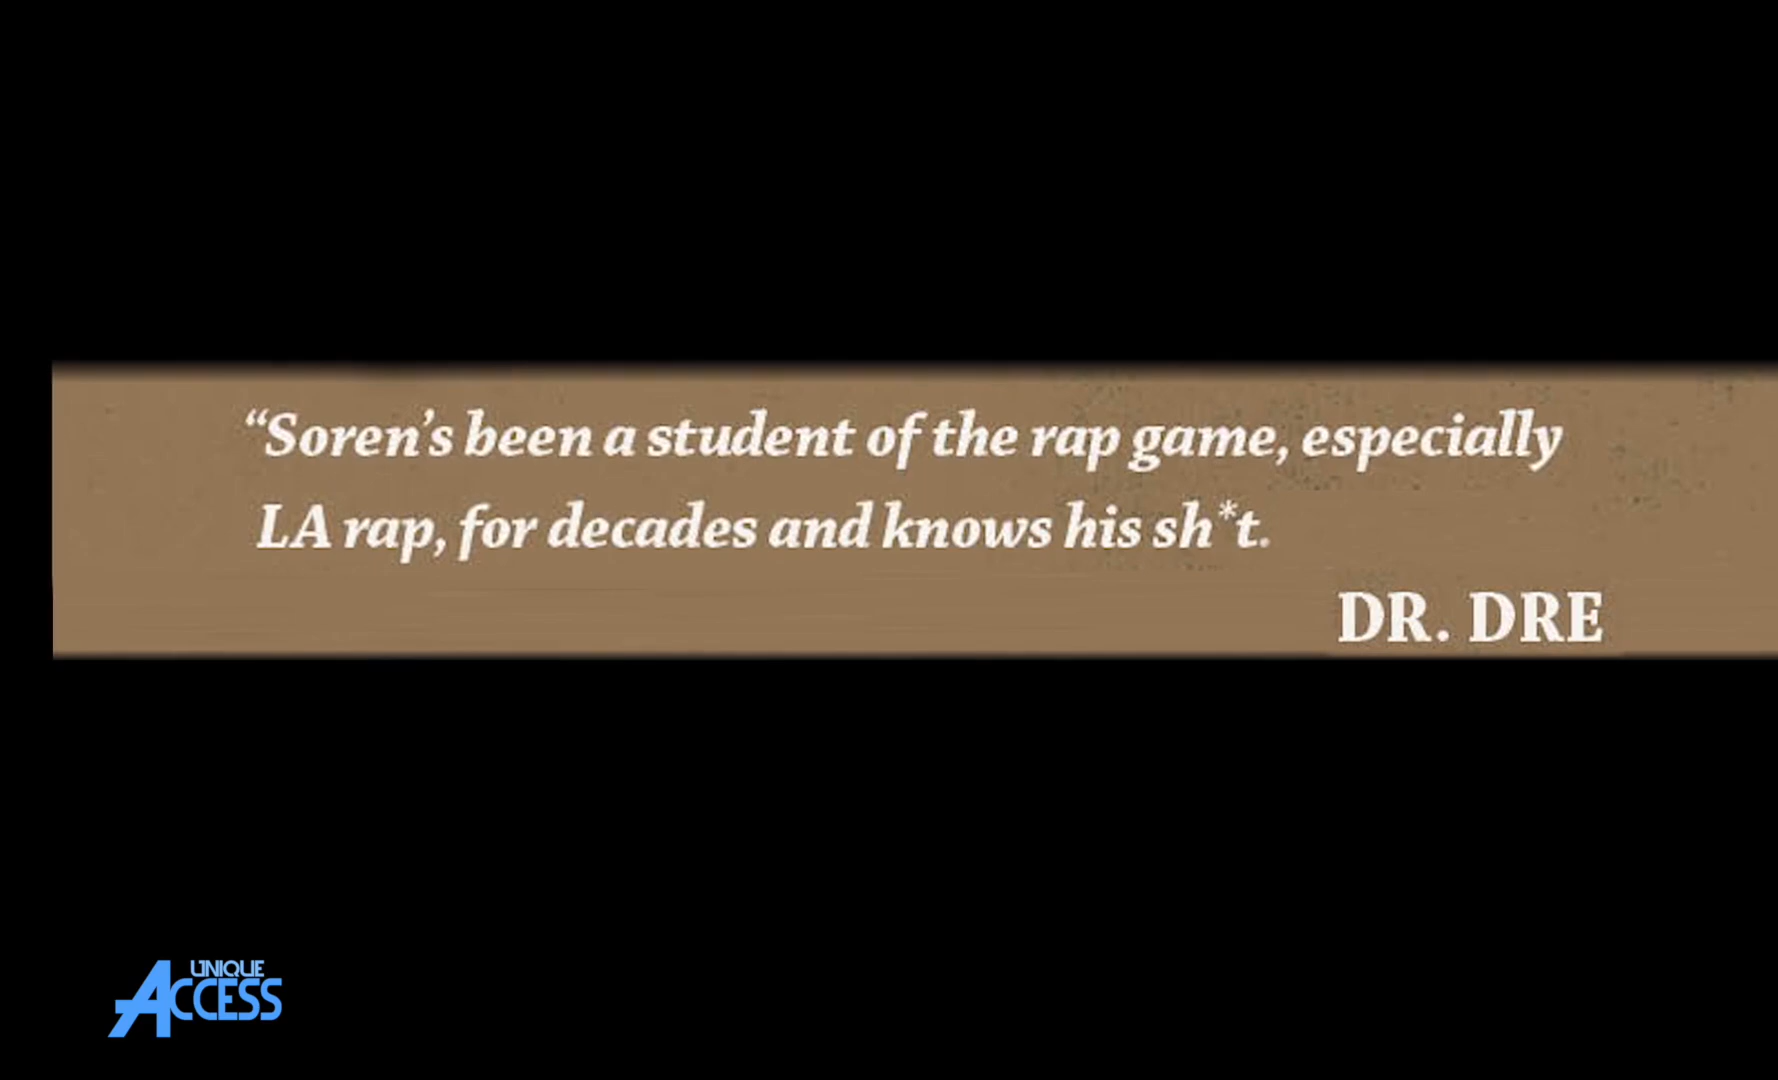 “Soren’s been a student of the rap game, especially
LA rap, for decades and knows his sh*t.
DR. DRE
UNIQUE
ACCESS